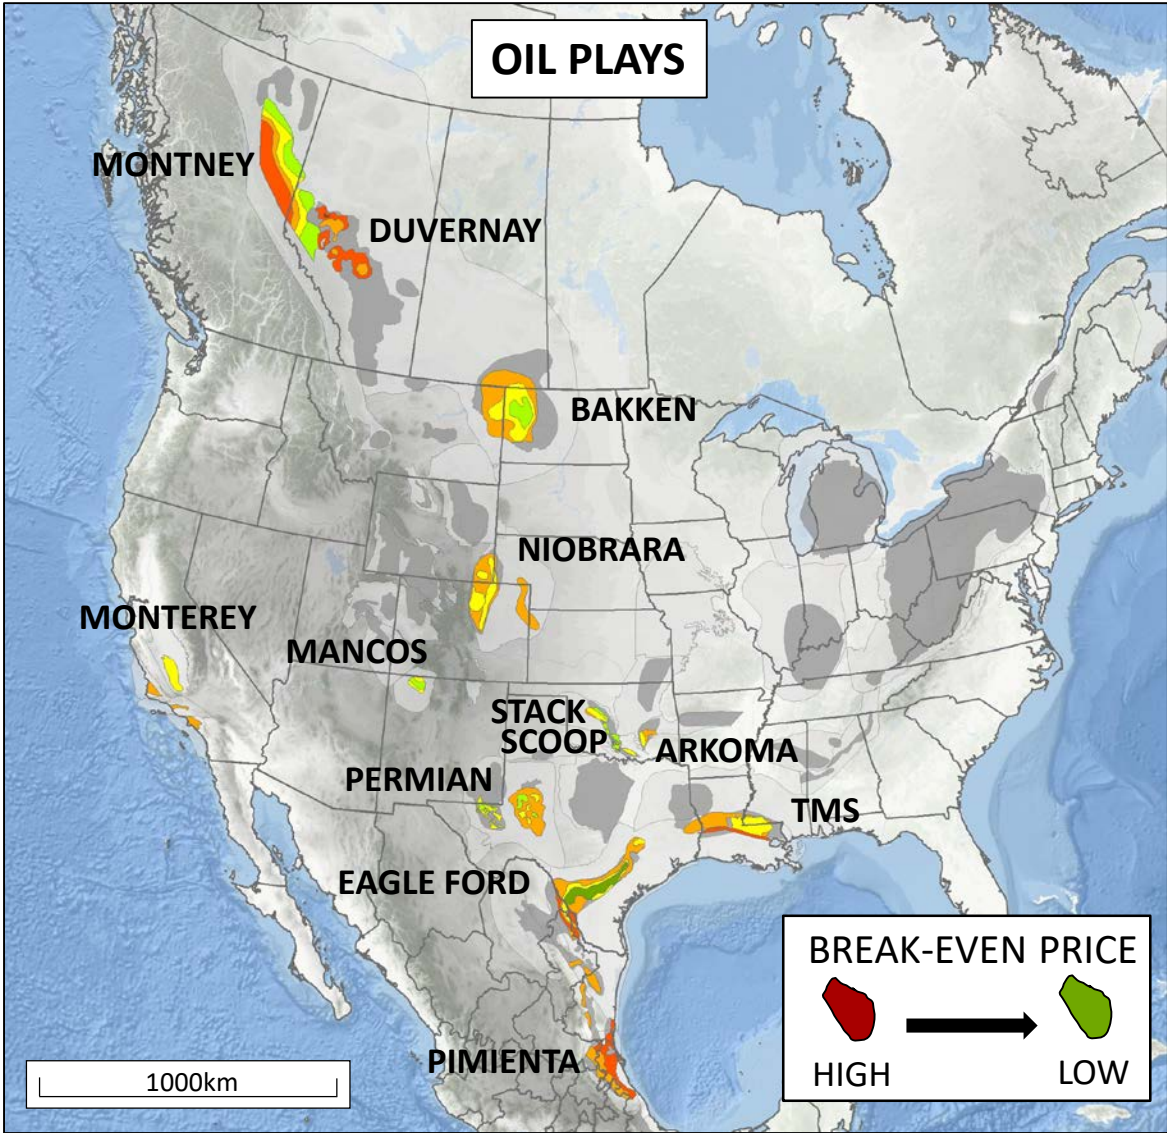 OIL PLAYS
MONTNEY
DUVERNAY
BAKKEN
NIOBRARA
MONTEREY
MANCOS
STACK
SCOOP
ARKOMA
PERMIAN
TMS
EAGLE FORD
PIMIENTA
BREAK-EVEN PRICE
HIGH
LOW
1000km